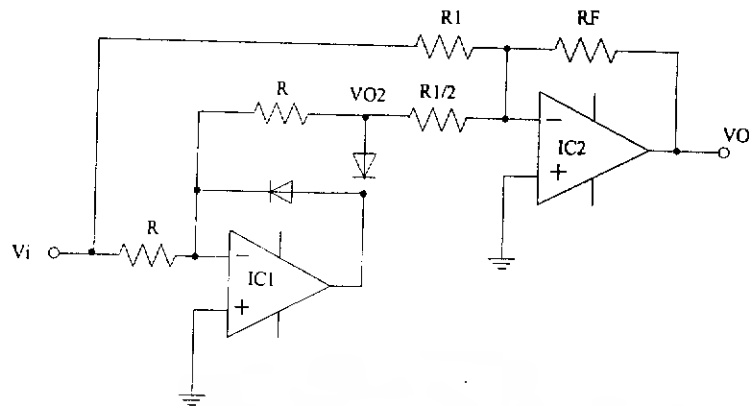 R1
RF
R
VO2
R1/2
−
IC2
+
VO
Vi
R
−
IC1
+